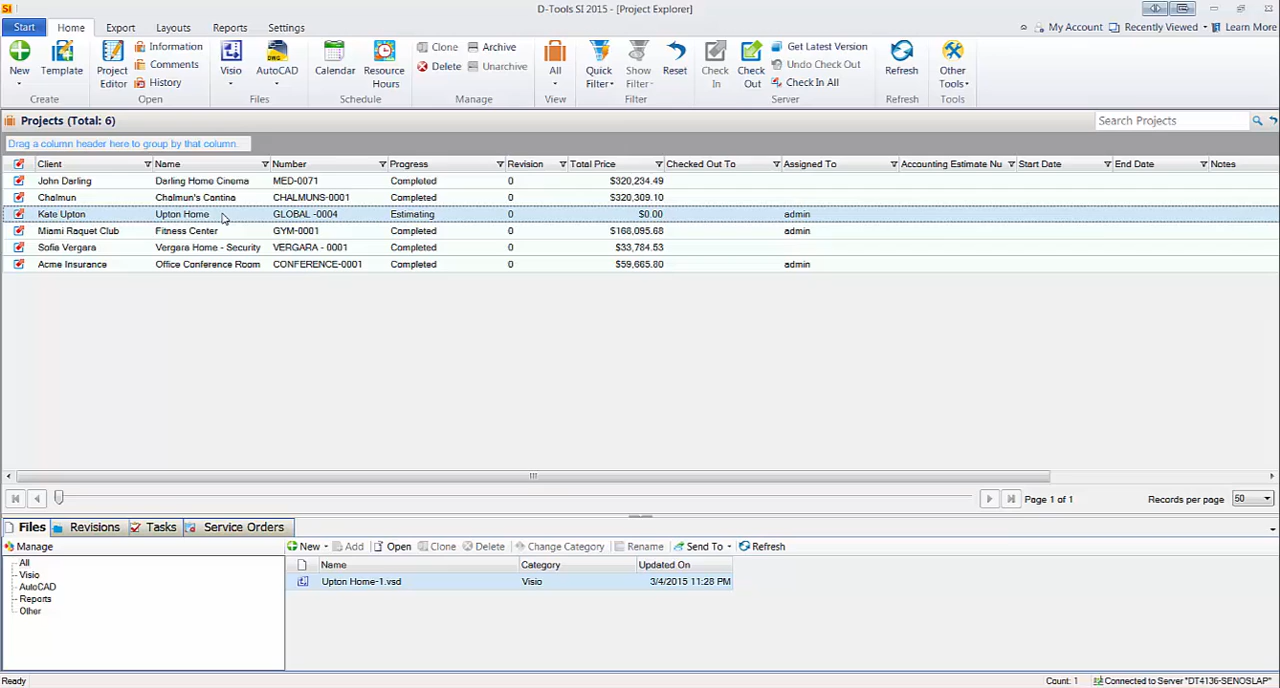 SI
D-Tools SI 2015 - [Project Explorer]
Start Home Export Layouts Reports Settings
My Account Recently Viewed Learn More
New Template Project Editor Information Comments History Visio AutoCAD Calendar Resource Hours Clone Archive Delete Unarchive All Quick Filter Show Filter Reset Check In Check Out Get Latest Version Undo Check Out Check In All Refresh Other Tools
Create Open Files Schedule Manage View Filter Server Refresh Tools
Projects (Total: 6)
Search Projects
Drag a column header here to group by that column.
Client Name Number Progress Revision Total Price Checked Out To Assigned To Accounting Estimate Nu Start Date End Date Notes
John Darling Darling Home Cinema MED-0071 Completed 0 $320,234.49
Chalmun Chalmun's Cantina CHALMUNS-0001 Completed 0 $320,309.10
Kate Upton Upton Home GLOBAL -0004 Estimating 0 $0.00 admin
Miami Raquet Club Fitness Center GYM-0001 Completed 0 $168,095.68 admin
Sofia Vergara Vergara Home - Security VERGARA - 0001 Completed 0 $33,784.53
Acme Insurance Office Conference Room CONFERENCE-0001 Completed 0 $59,665.80 admin
Page 1 of 1 Records per page 50
Files Revisions Tasks Service Orders
Manage
New Add Open Clone Delete Change Category Rename Send To Refresh
All
Visio
AutoCAD
Reports
Other
Name Category Updated On
Upton Home-1.vsd Visio 3/4/2015 11:28 PM
Ready
Count: 1 Connected to Server "DT4136-SENOSLAP"